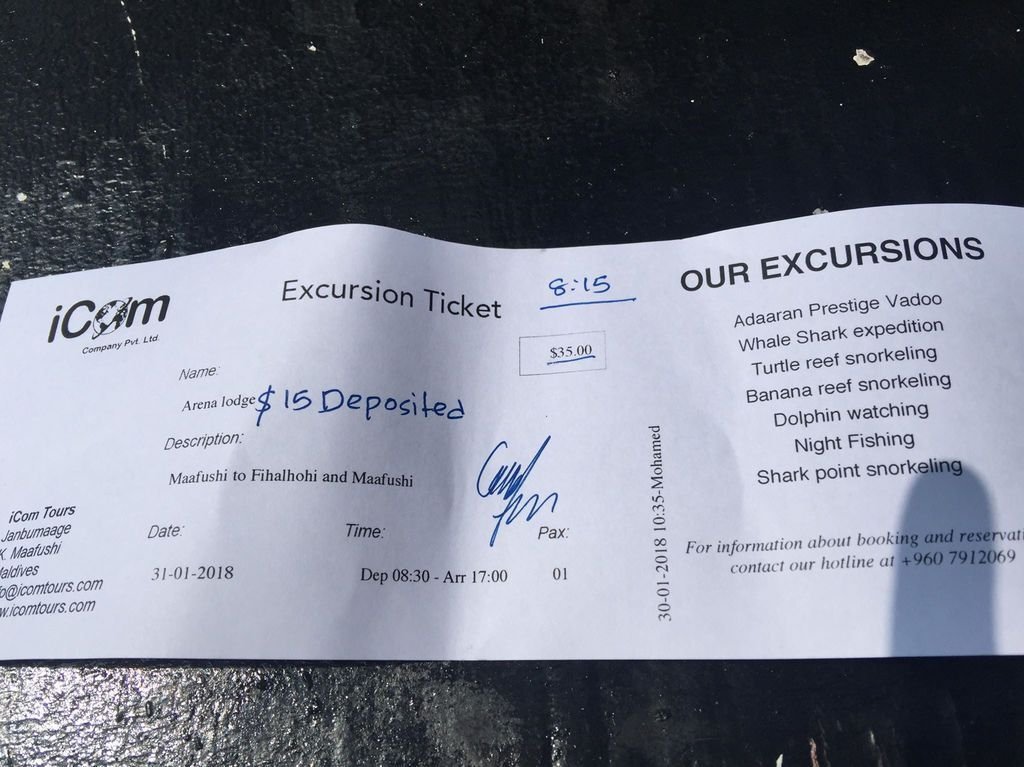 iCom
Company Pvt. Ltd.
Excursion Ticket
8:15
$35.00
Name:
Arena lodge $15 Deposited
Description:
Maafushi to Fihalhohi and Maafushi
Date:
Time:
Pax:
31-01-2018
Dep 08:30 - Arr 17:00
01
iCom Tours
Janbumaage
K. Maafushi
aldives
fo@icomtours.com
w.icomtours.com
30-01-2018 10:35-Mohamed
OUR EXCURSIONS
Adaaran Prestige Vadoo
Whale Shark expedition
Turtle reef snorkeling
Banana reef snorkeling
Dolphin watching
Night Fishing
Shark point snorkeling
For information about booking and reservati
contact our hotline at +960 7912069